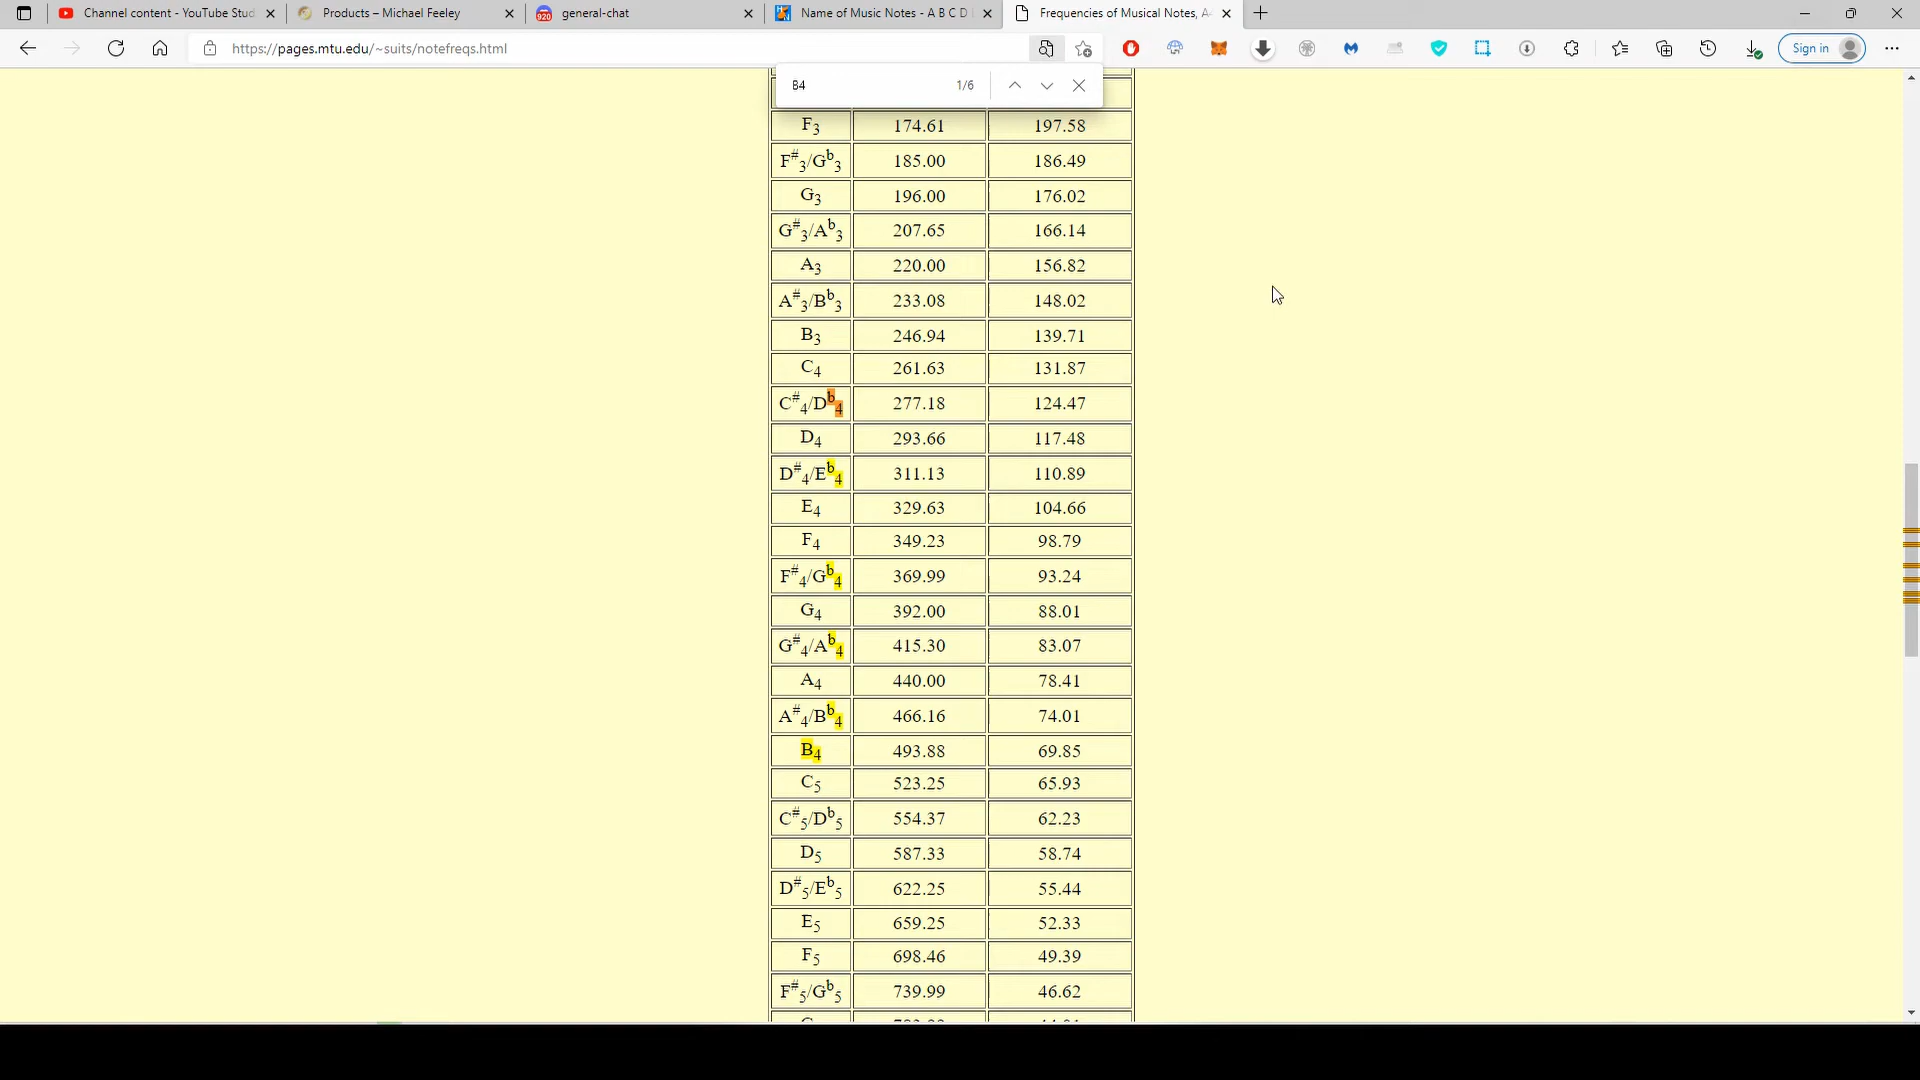 Channel content - YouTube Stud
Products – Michael Feeley
920 general-chat
Name of Music Notes - A B C D
Frequencies of Musical Notes, A
https://pages.mtu.edu/~suits/notefreqs.html
Sign in
B4 1/6
F3 174.61 197.58
F#3/Gb3 185.00 186.49
G3 196.00 176.02
G#3/Ab3 207.65 166.14
A3 220.00 156.82
A#3/Bb3 233.08 148.02
B3 246.94 139.71
C4 261.63 131.87
C#4/Db4 277.18 124.47
D4 293.66 117.48
D#4/Eb4 311.13 110.89
E4 329.63 104.66
F4 349.23 98.79
F#4/Gb4 369.99 93.24
G4 392.00 88.01
G#4/Ab4 415.30 83.07
A4 440.00 78.41
A#4/Bb4 466.16 74.01
B4 493.88 69.85
C5 523.25 65.93
C#5/Db5 554.37 62.23
D5 587.33 58.74
D#5/Eb5 622.25 55.44
E5 659.25 52.33
F5 698.46 49.39
F#5/Gb5 739.99 46.62